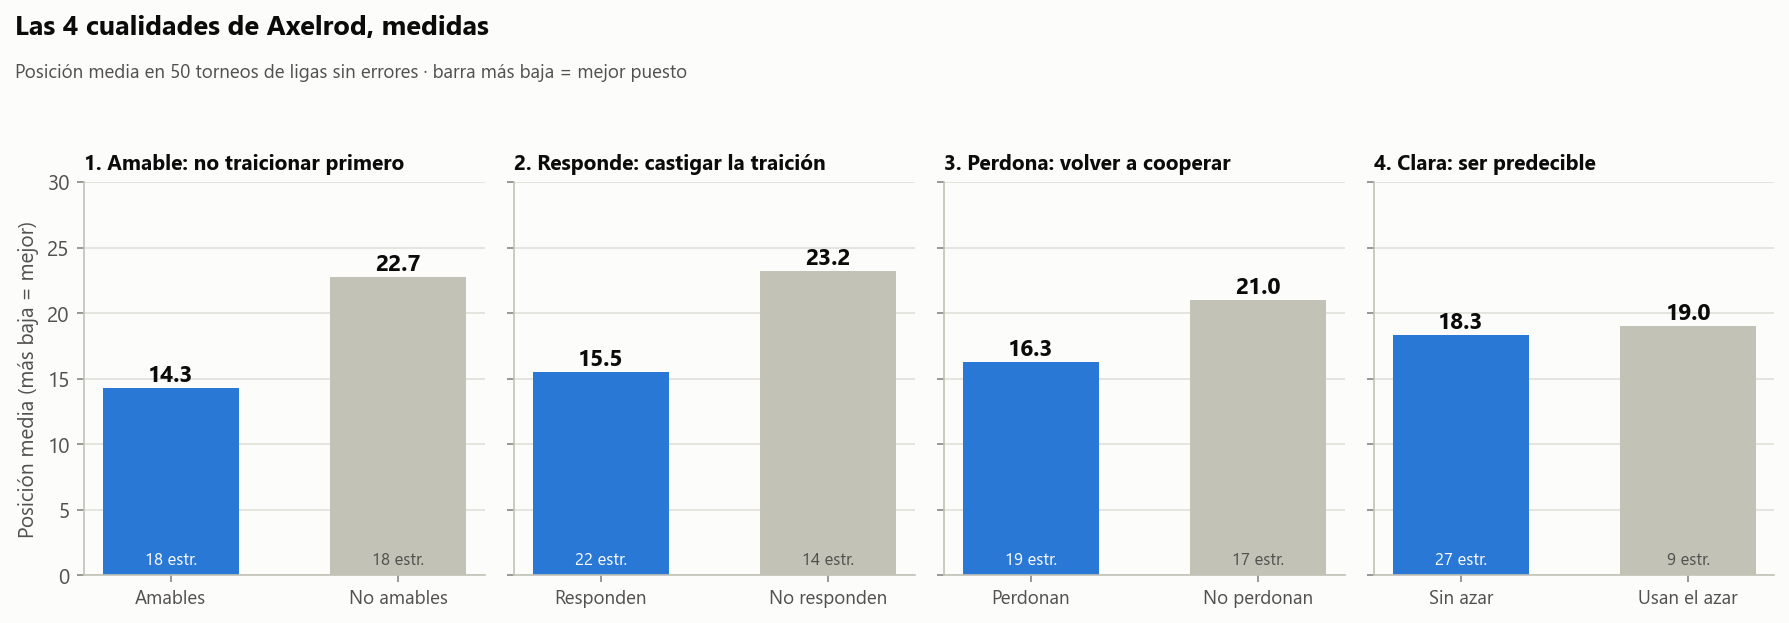 Las 4 cualidades de Axelrod, medidas
Posición media en 50 torneos de ligas sin errores · barra más baja = mejor puesto
1. Amable: no traicionar primero
2. Responde: castigar la traición
3. Perdona: volver a cooperar
4. Clara: ser predecible
Posición media (más baja = mejor)
30
25
20
15
10
5
0
14.3
22.7
18 estr.
18 estr.
Amables
No amables
15.5
23.2
22 estr.
14 estr.
Responden
No responden
16.3
21.0
19 estr.
17 estr.
Perdonan
No perdonan
18.3
19.0
27 estr.
9 estr.
Sin azar
Usan el azar